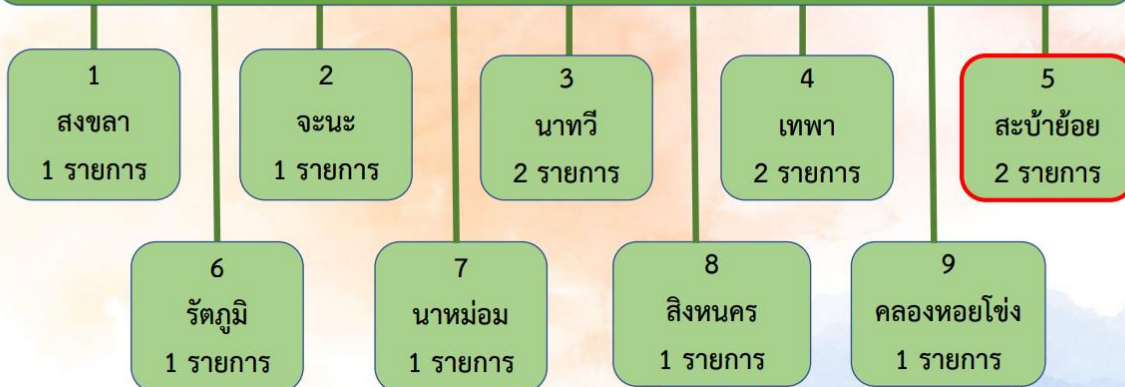 1
สงขลา
1 รายการ
2
จะนะ
1 รายการ
3
นาทวี
2 รายการ
4
เทพา
2 รายการ
5
สะบ้าย้อย
2 รายการ
6
รัตภูมิ
1 รายการ
7
นาหม่อม
1 รายการ
8
สิงหนคร
1 รายการ
9
คลองหอยโข่ง
1 รายการ